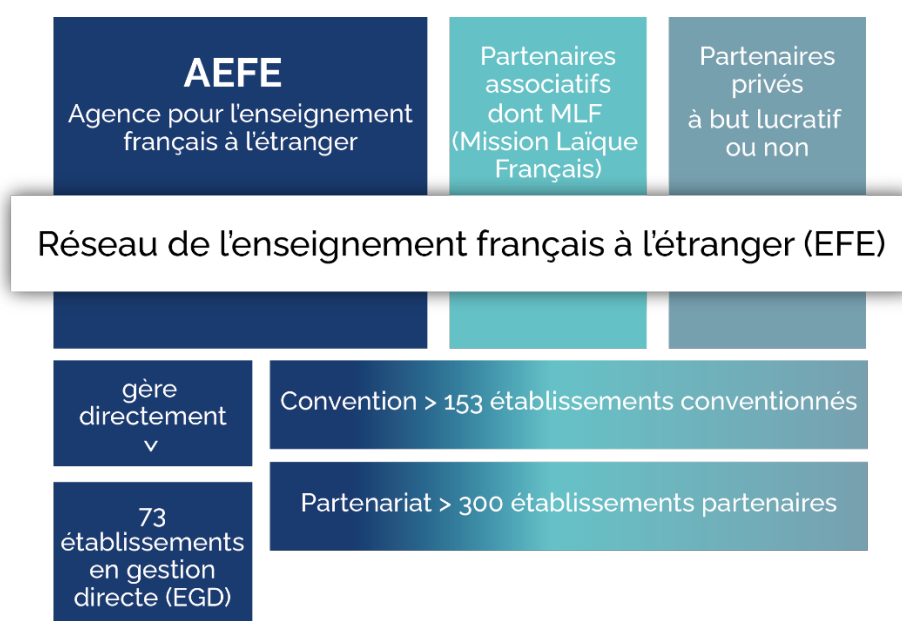 AEFE
Agence pour l'enseignement
français à l'étranger
Partenaires
associatifs
dont MLF
(Mission Laïque
Français)
Partenaires
privés
à but lucratif
ou non
Réseau de l'enseignement français à l'étranger (EFE)
gère
directement
˅
Convention > 153 établissements conventionnés
Partenariat > 300 établissements partenaires
73
établissements
en gestion
directe (EGD)